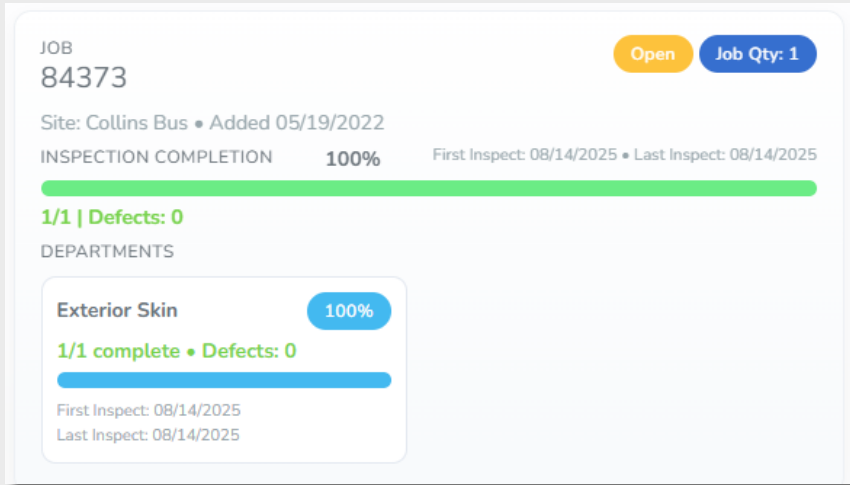 JOB
84373
Open
Job Qty: 1
Site: Collins Bus • Added 05/19/2022
INSPECTION COMPLETION 100% First Inspect: 08/14/2025 • Last Inspect: 08/14/2025
1/1 | Defects: 0
DEPARTMENTS
Exterior Skin 100%
1/1 complete • Defects: 0
First Inspect: 08/14/2025
Last Inspect: 08/14/2025